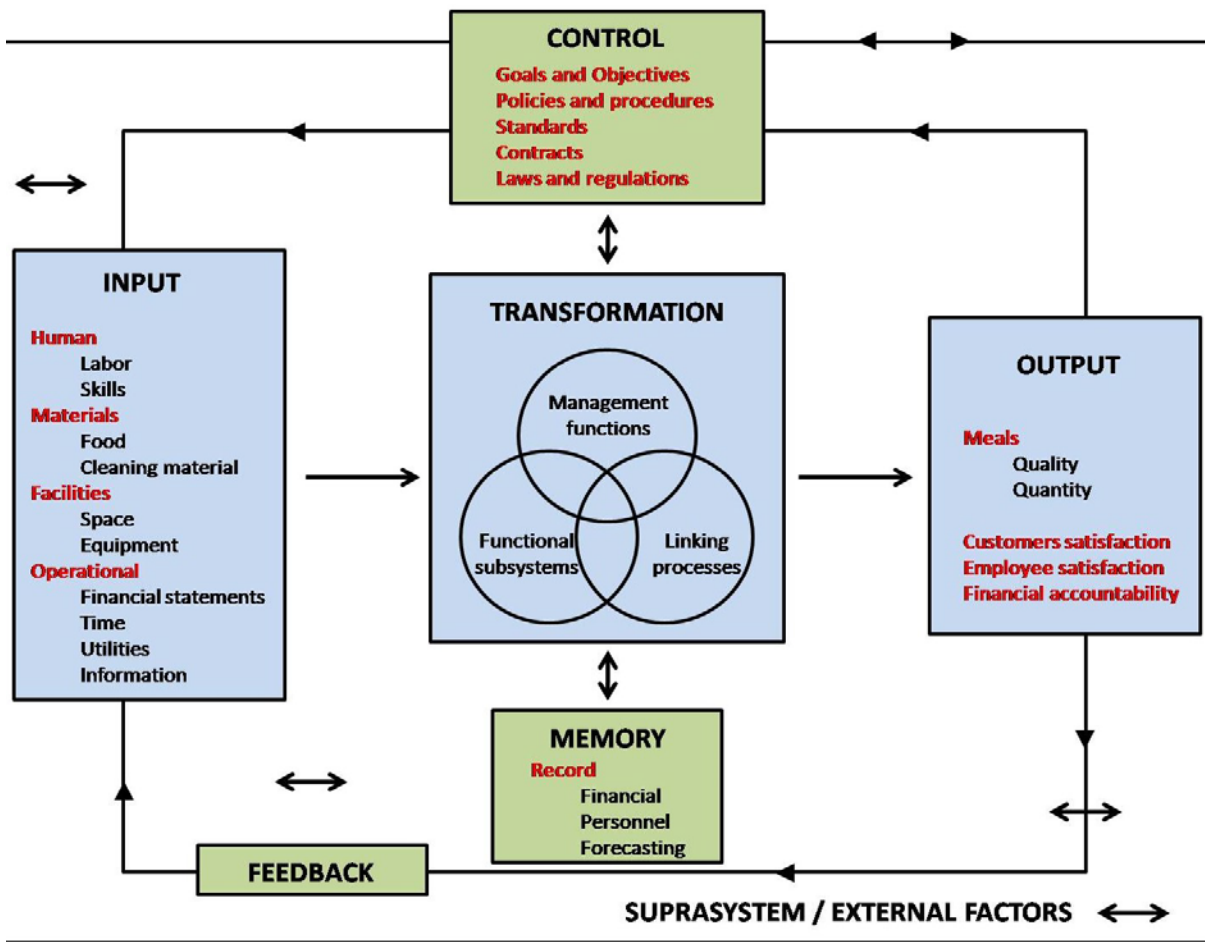 CONTROL
Goals and Objectives
Policies and procedures
Standards
Contracts
Laws and regulations
INPUT
Human
Labor
Skills
Materials
Food
Cleaning material
Facilities
Space
Equipment
Operational
Financial statements
Time
Utilities
Information
TRANSFORMATION
Management
functions
Functional
subsystems
Linking
processes
OUTPUT
Meals
Quality
Quantity
Customers satisfaction
Employee satisfaction
Financial accountability
MEMORY
Record
Financial
Personnel
Forecasting
FEEDBACK
SUPRASYSTEM / EXTERNAL FACTORS